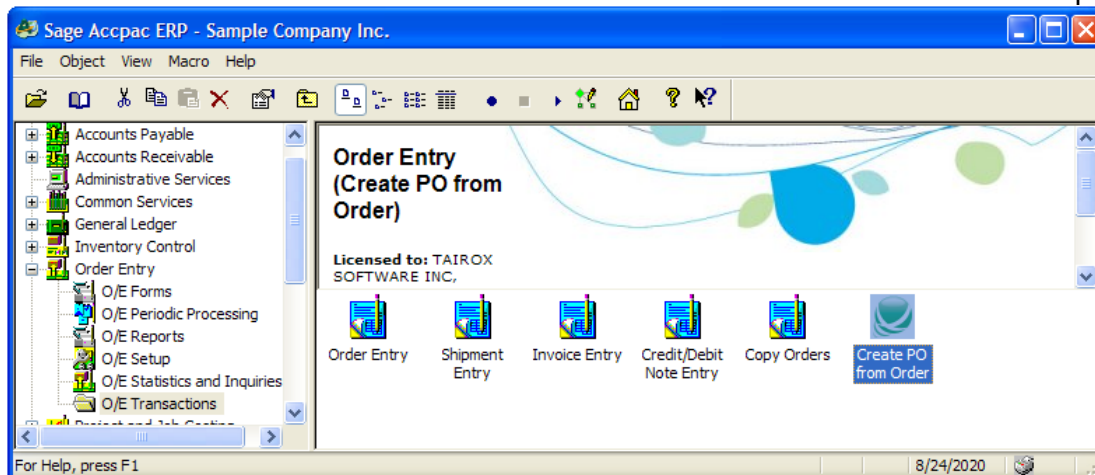 Sage Accpac ERP - Sample Company Inc.
File Object View Macro Help
Accounts Payable
Accounts Receivable
Administrative Services
Common Services
General Ledger
Inventory Control
Order Entry
O/E Forms
O/E Periodic Processing
O/E Reports
O/E Setup
O/E Statistics and Inquiries
O/E Transactions
Order Entry
(Create PO from
Order)
Licensed to: TAIROX
SOFTWARE INC,
Order Entry
Shipment
Entry
Invoice Entry
Credit/Debit
Note Entry
Copy Orders
Create PO
from Order
For Help, press F1
8/24/2020